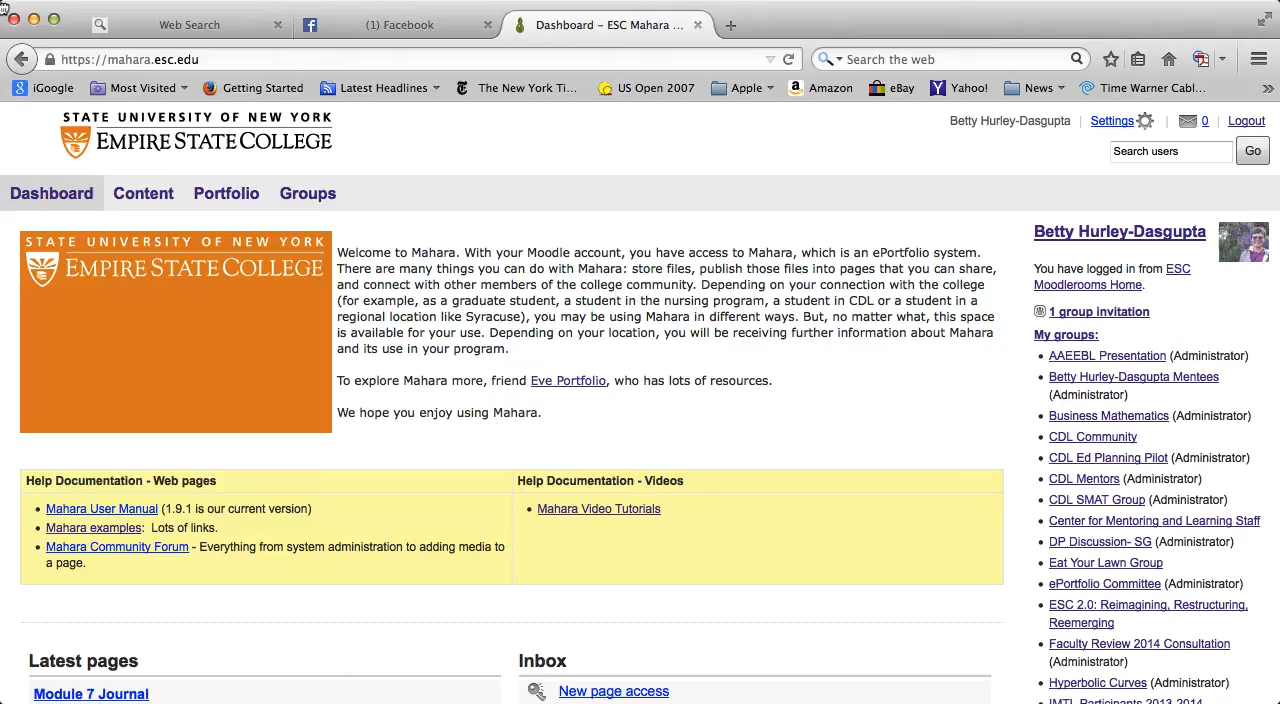 Web Search
(1) Facebook
Dashboard – ESC Mahara ...
https://mahara.esc.edu
Search the web
iGoogle
Most Visited
Getting Started
Latest Headlines
The New York Ti...
US Open 2007
Apple
Amazon
eBay
Yahoo!
News
Time Warner Cabl...
STATE UNIVERSITY OF NEW YORK
EMPIRE STATE COLLEGE
Betty Hurley-Dasgupta | Settings | 0 | Logout
Search users
Go
Dashboard
Content
Portfolio
Groups
STATE UNIVERSITY OF NEW YORK
EMPIRE STATE COLLEGE
Welcome to Mahara. With your Moodle account, you have access to Mahara, which is an ePortfolio system.
There are many things you can do with Mahara: store files, publish those files into pages that you can share,
and connect with other members of the college community. Depending on your connection with the college
(for example, as a graduate student, a student in the nursing program, a student in CDL or a student in a
regional location like Syracuse), you may be using Mahara in different ways. But, no matter what, this space
is available for your use. Depending on your location, you will be receiving further information about Mahara
and its use in your program.
To explore Mahara more, friend Eve Portfolio, who has lots of resources.
We hope you enjoy using Mahara.
Help Documentation - Web pages
Mahara User Manual (1.9.1 is our current version)
Mahara examples: Lots of links.
Mahara Community Forum - Everything from system administration to adding media to
a page.
Help Documentation - Videos
Mahara Video Tutorials
Latest pages
Module 7 Journal
Inbox
New page access
Betty Hurley-Dasgupta
You have logged in from ESC
Moodlerooms Home.
1 group invitation
My groups:
AAEEBL Presentation (Administrator)
Betty Hurley-Dasgupta Mentees
(Administrator)
Business Mathematics (Administrator)
CDL Community
CDL Ed Planning Pilot (Administrator)
CDL Mentors (Administrator)
CDL SMAT Group (Administrator)
Center for Mentoring and Learning Staff
DP Discussion- SG (Administrator)
Eat Your Lawn Group
ePortfolio Committee (Administrator)
ESC 2.0: Reimagining, Restructuring,
Reemerging
Faculty Review 2014 Consultation
(Administrator)
Hyperbolic Curves (Administrator)
IMTL Participants 2013-2014